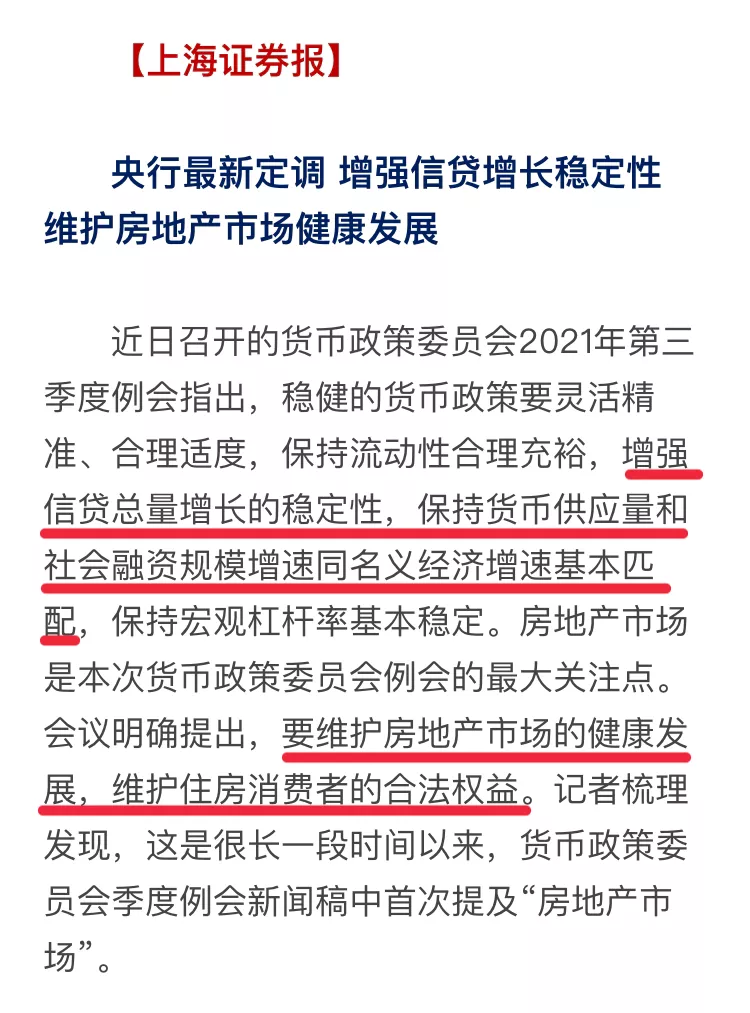 【上海证券报】
央行最新定调 增强信贷增长稳定性
维护房地产市场健康发展
近日召开的货币政策委员会2021年第三
季度例会指出，稳健的货币政策要灵活精
准、合理适度，保持流动性合理充裕，增强
信贷总量增长的稳定性，保持货币供应量和
社会融资规模增速同名义经济增速基本匹
配，保持宏观杠杆率基本稳定。房地产市场
是本次货币政策委员会例会的最大关注点。
会议明确提出，要维护房地产市场的健康发
展，维护住房消费者的合法权益。记者梳理
发现，这是很长一段时间以来，货币政策委
员会季度例会新闻稿中首次提及“房地产市
场”。